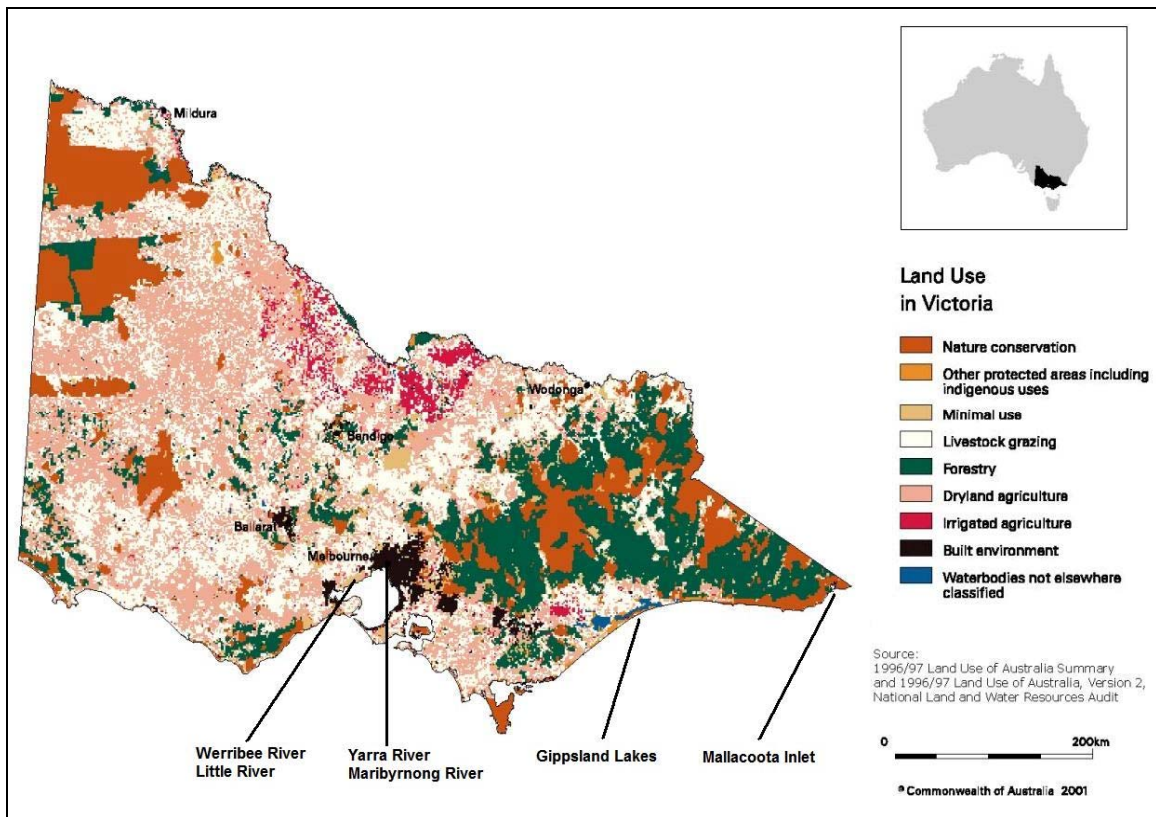 Mildura
Wodonga
Bendigo
Ballarat
Melbourne
Land Use
in Victoria
Nature conservation
Other protected areas including
indigenous uses
Minimal use
Livestock grazing
Forestry
Dryland agriculture
Irrigated agriculture
Built environment
Waterbodies not elsewhere
classified
Source:
1996/97 Land Use of Australia Summary
and 1996/97 Land Use of Australia, Version 2,
National Land and Water Resources Audit
0 200km
Werribee River
Little River
Yarra River
Maribyrnong River
Gippsland Lakes
Mallacoota Inlet
© Commonwealth of Australia 2001